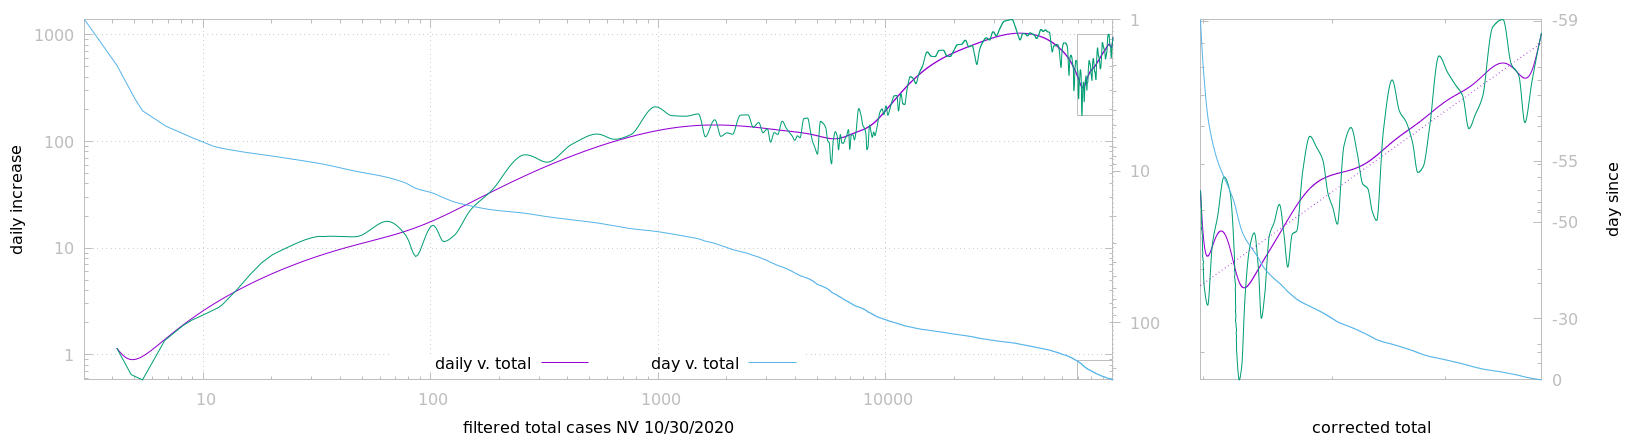 1000
100
10
1
daily increase
10
100
1000
10000
filtered total cases NV 10/30/2020
daily v. total
day v. total
1
10
100
-59
-55
-50
-30
0
day since
corrected total